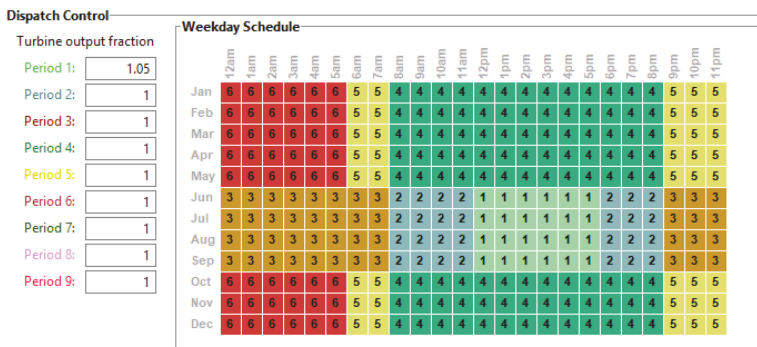 Dispatch Control
Turbine output fraction
Period 1: 1.05
Period 2: 1
Period 3: 1
Period 4: 1
Period 5: 1
Period 6: 1
Period 7: 1
Period 8: 1
Period 9: 1
Weekday Schedule
12am 1am 2am 3am 4am 5am 6am 7am 8am 9am 10am 11am 12pm 1pm 2pm 3pm 4pm 5pm 6pm 7pm 8pm 9pm 10pm 11pm
Jan 6 6 6 6 6 6 5 5 4 4 4 4 4 4 4 4 4 4 4 4 4 5 5 5
Feb 6 6 6 6 6 6 5 5 4 4 4 4 4 4 4 4 4 4 4 4 4 5 5 5
Mar 6 6 6 6 6 6 5 5 4 4 4 4 4 4 4 4 4 4 4 4 4 5 5 5
Apr 6 6 6 6 6 6 5 5 4 4 4 4 4 4 4 4 4 4 4 4 4 5 5 5
May 6 6 6 6 6 6 5 5 4 4 4 4 4 4 4 4 4 4 4 4 4 5 5 5
Jun 3 3 3 3 3 3 3 3 2 2 2 2 1 1 1 1 1 1 2 2 2 3 3 3
Jul 3 3 3 3 3 3 3 3 2 2 2 2 1 1 1 1 1 1 2 2 2 3 3 3
Aug 3 3 3 3 3 3 3 3 2 2 2 2 1 1 1 1 1 1 2 2 2 3 3 3
Sep 3 3 3 3 3 3 3 3 2 2 2 2 1 1 1 1 1 1 2 2 2 3 3 3
Oct 6 6 6 6 6 6 5 5 4 4 4 4 4 4 4 4 4 4 4 4 4 5 5 5
Nov 6 6 6 6 6 6 5 5 4 4 4 4 4 4 4 4 4 4 4 4 4 5 5 5
Dec 6 6 6 6 6 6 5 5 4 4 4 4 4 4 4 4 4 4 4 4 4 5 5 5